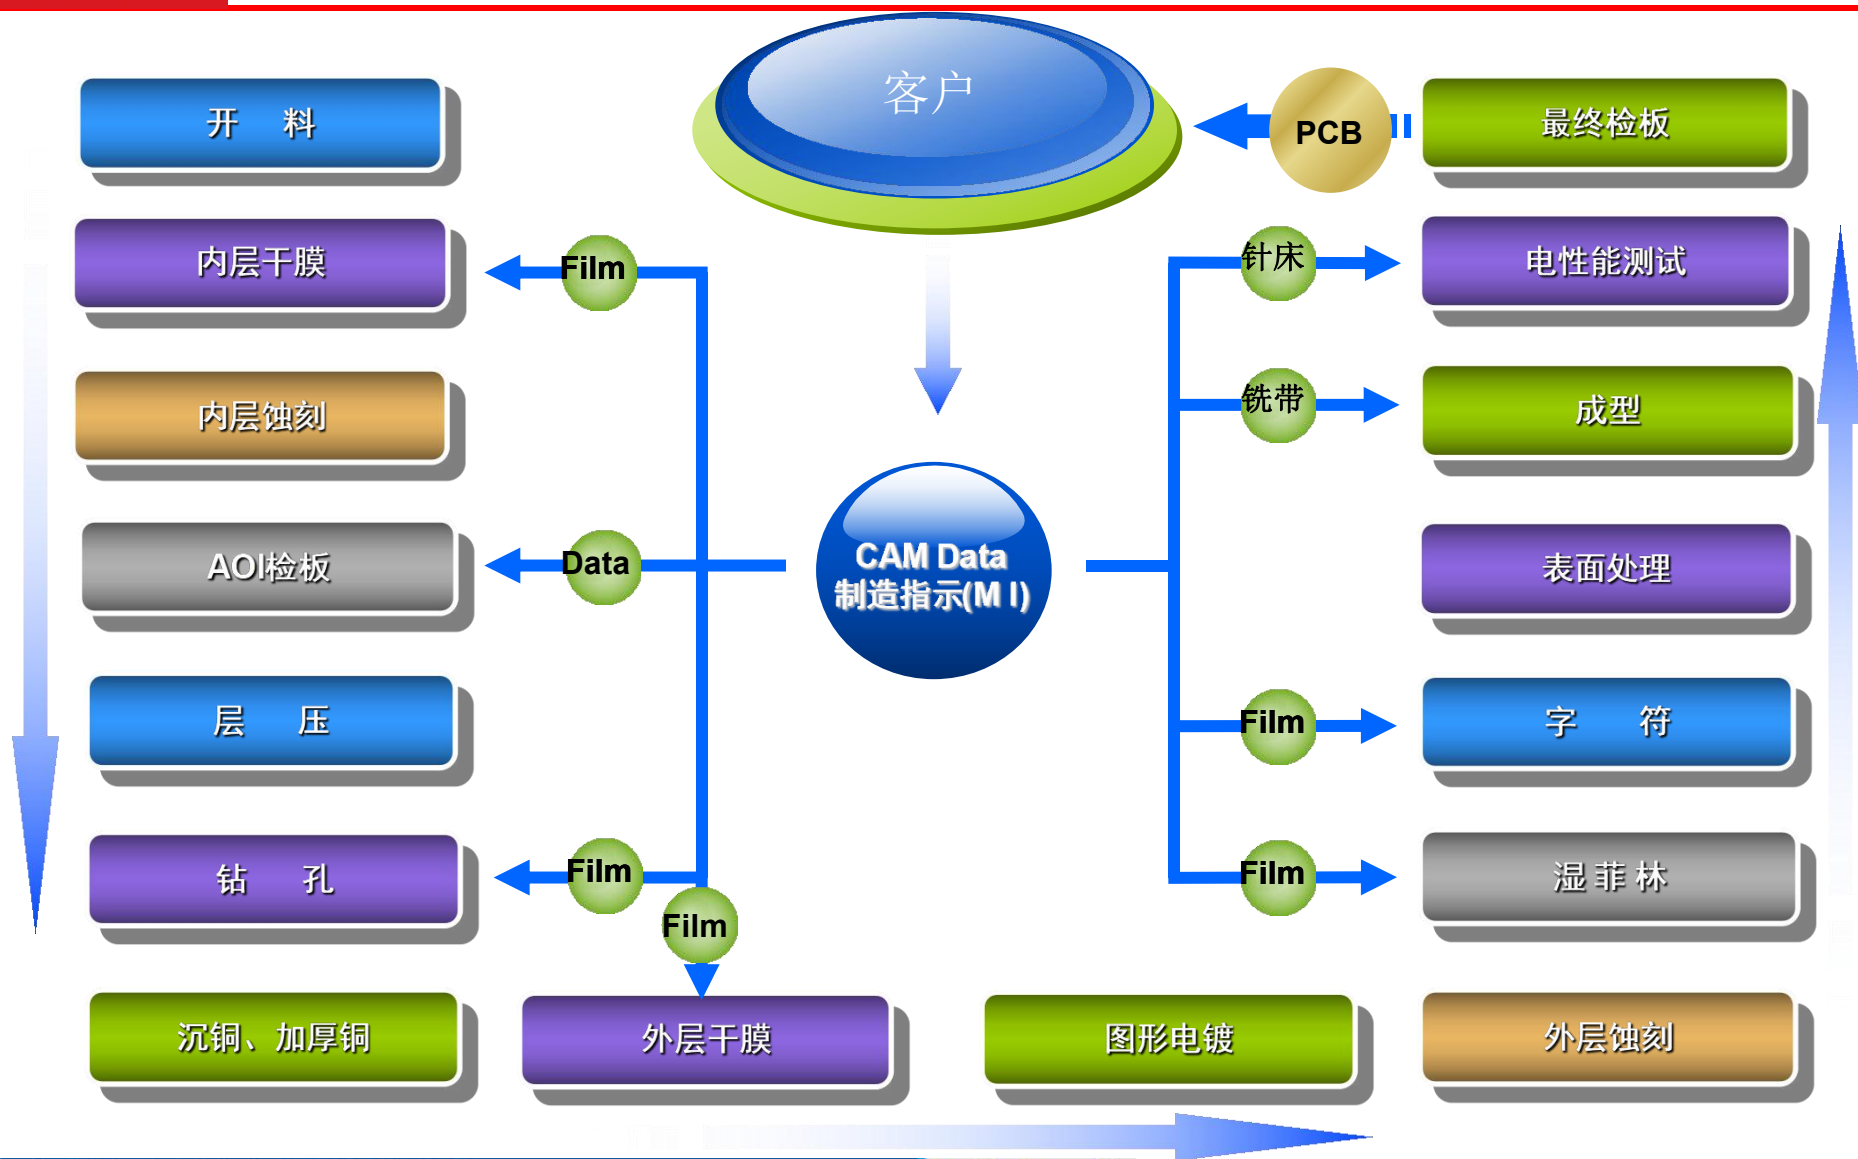 客户
开 料
PCB
最终检板
内层干膜
Film
针床
电性能测试
内层蚀刻
铣带
成型
AOI检板
Data
CAM Data
制造指示(M I)
表面处理
层 压
Film
字 符
钻 孔
Film
Film
Film
湿 菲 林
沉铜、加厚铜
外层干膜
图形电镀
外层蚀刻